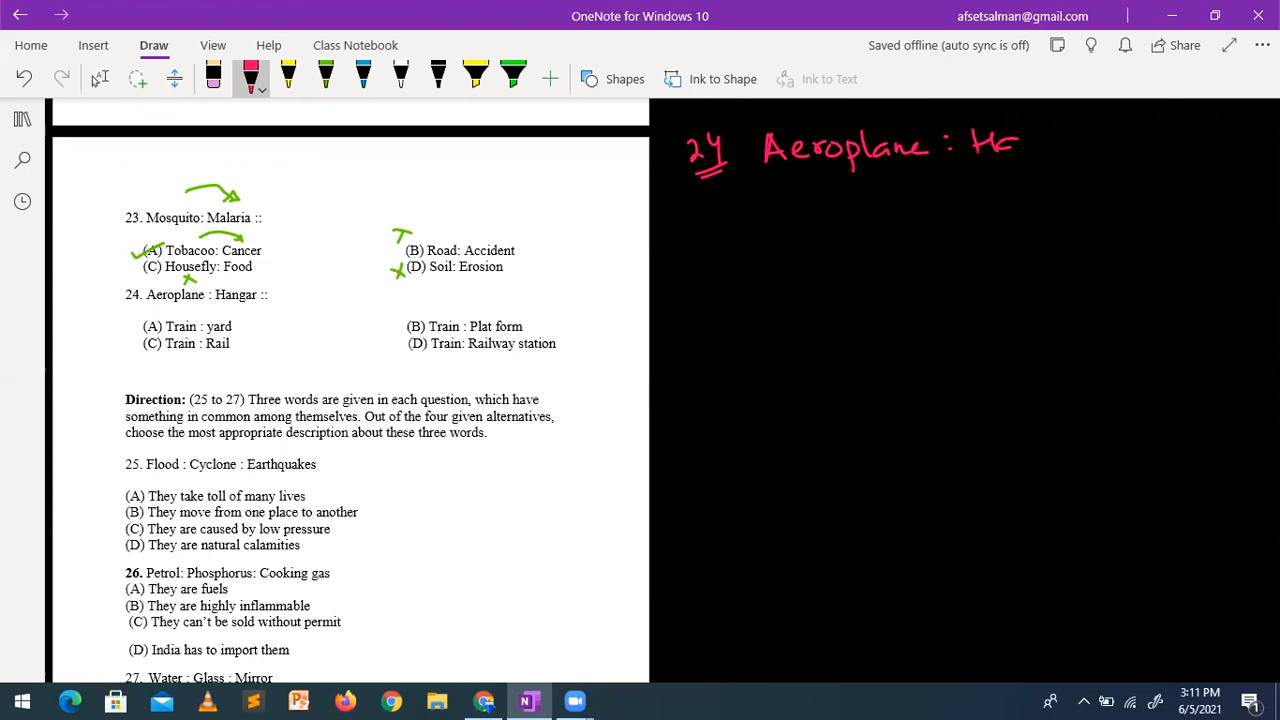 OneNote for Windows 10
afsetsalman@gmail.com
Home Insert Draw View Help Class Notebook
Saved offline (auto sync is off)
Share
Shapes
Ink to Shape
Ink to Text
23. Mosquito: Malaria ::
(A) Tobacoo: Cancer (B) Road: Accident
(C) Housefly: Food (D) Soil: Erosion
24. Aeroplane : Hangar ::
(A) Train : yard (B) Train : Plat form
(C) Train : Rail (D) Train: Railway station
Direction: (25 to 27) Three words are given in each question, which have
something in common among themselves. Out of the four given alternatives,
choose the most appropriate description about these three words.
25. Flood : Cyclone : Earthquakes
(A) They take toll of many lives
(B) They move from one place to another
(C) They are caused by low pressure
(D) They are natural calamities
26. Petrol: Phosphorus: Cooking gas
(A) They are fuels
(B) They are highly inflammable
(C) They can't be sold without permit
(D) India has to import them
27. Water : Glass : Mirror
24 Aeroplane : Ha
3:11 PM
6/5/2021